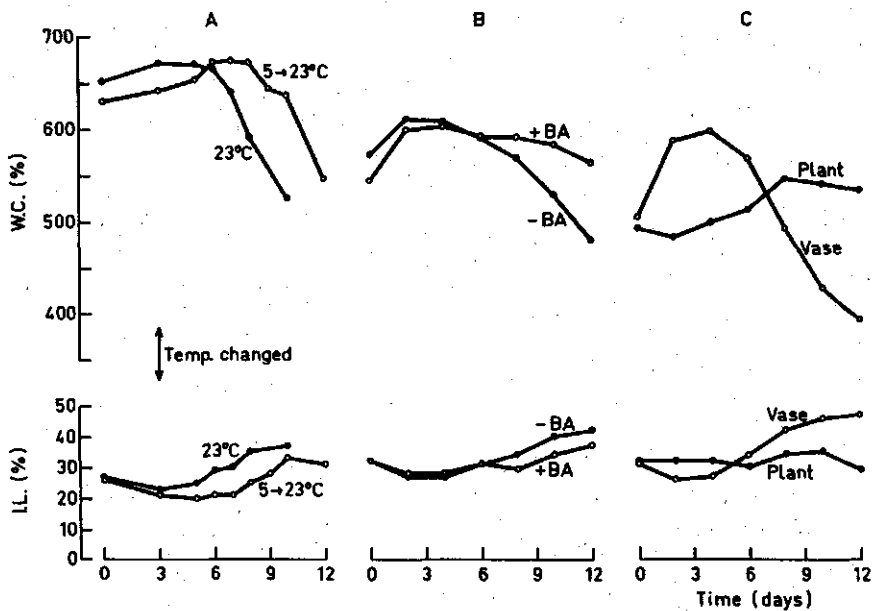 A B C
700
600
500
400
W.C. (%)
5→23°C
23°C
+BA
-BA
Plant
Vase
Temp. changed
50
40
30
20
10
0
I.L. (%)
23°C
5→23°C
-BA
+BA
Vase
Plant
0 3 6 9 12 0 3 6 9 12 0 3 6 9 12
Time (days)